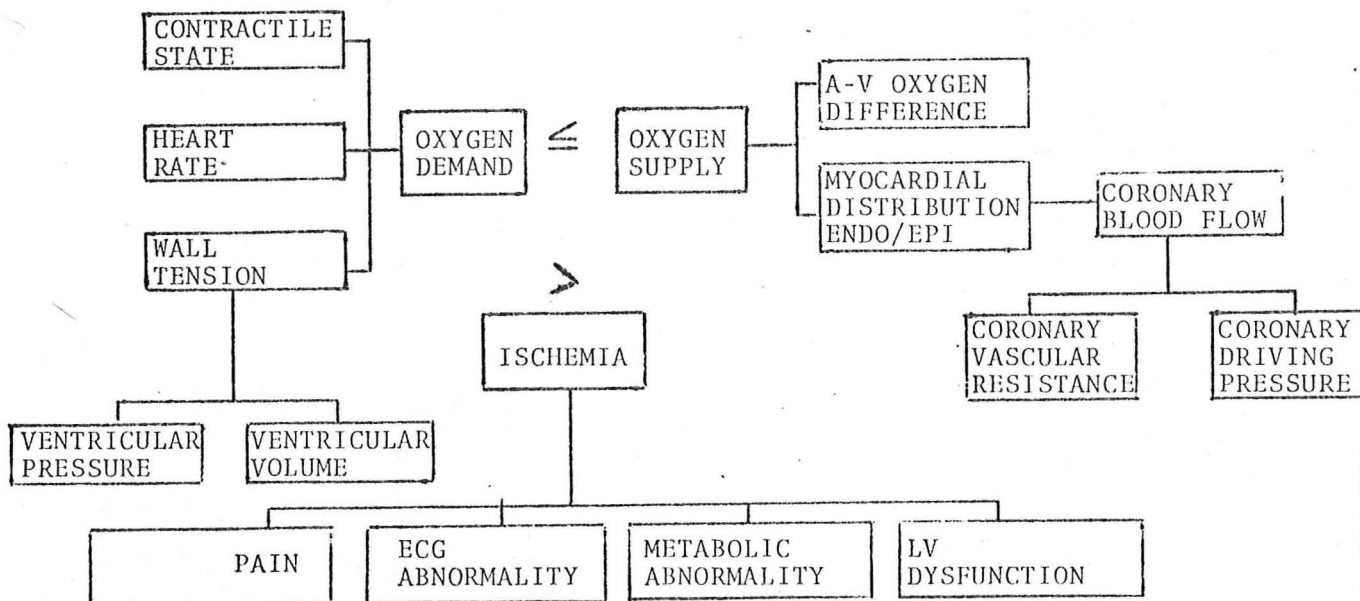 CONTRACTILE
STATE
HEART
RATE
WALL
TENSION
OXYGEN
DEMAND
≦
OXYGEN
SUPPLY
A-V OXYGEN
DIFFERENCE
MYOCARDIAL
DISTRIBUTION
ENDO/EPI
CORONARY
BLOOD FLOW
>
ISCHEMIA
CORONARY
VASCULAR
RESISTANCE
CORONARY
DRIVING
PRESSURE
VENTRICULAR
PRESSURE
VENTRICULAR
VOLUME
PAIN
ECG
ABNORMALITY
METABOLIC
ABNORMALITY
LV
DYSFUNCTION